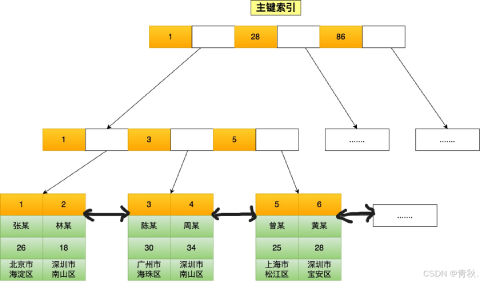 主键索引
1 28 86
1 3 5 ....... .......
1 2 3 4 5 6
张某 林某 陈某 周某 曾某 黄某 .......
26 18 30 34 25 28
北京市 深圳市 广州市 深圳市 上海市 深圳市
海淀区 南山区 海珠区 南山区 松江区 宝安区
CSDN @青秋.